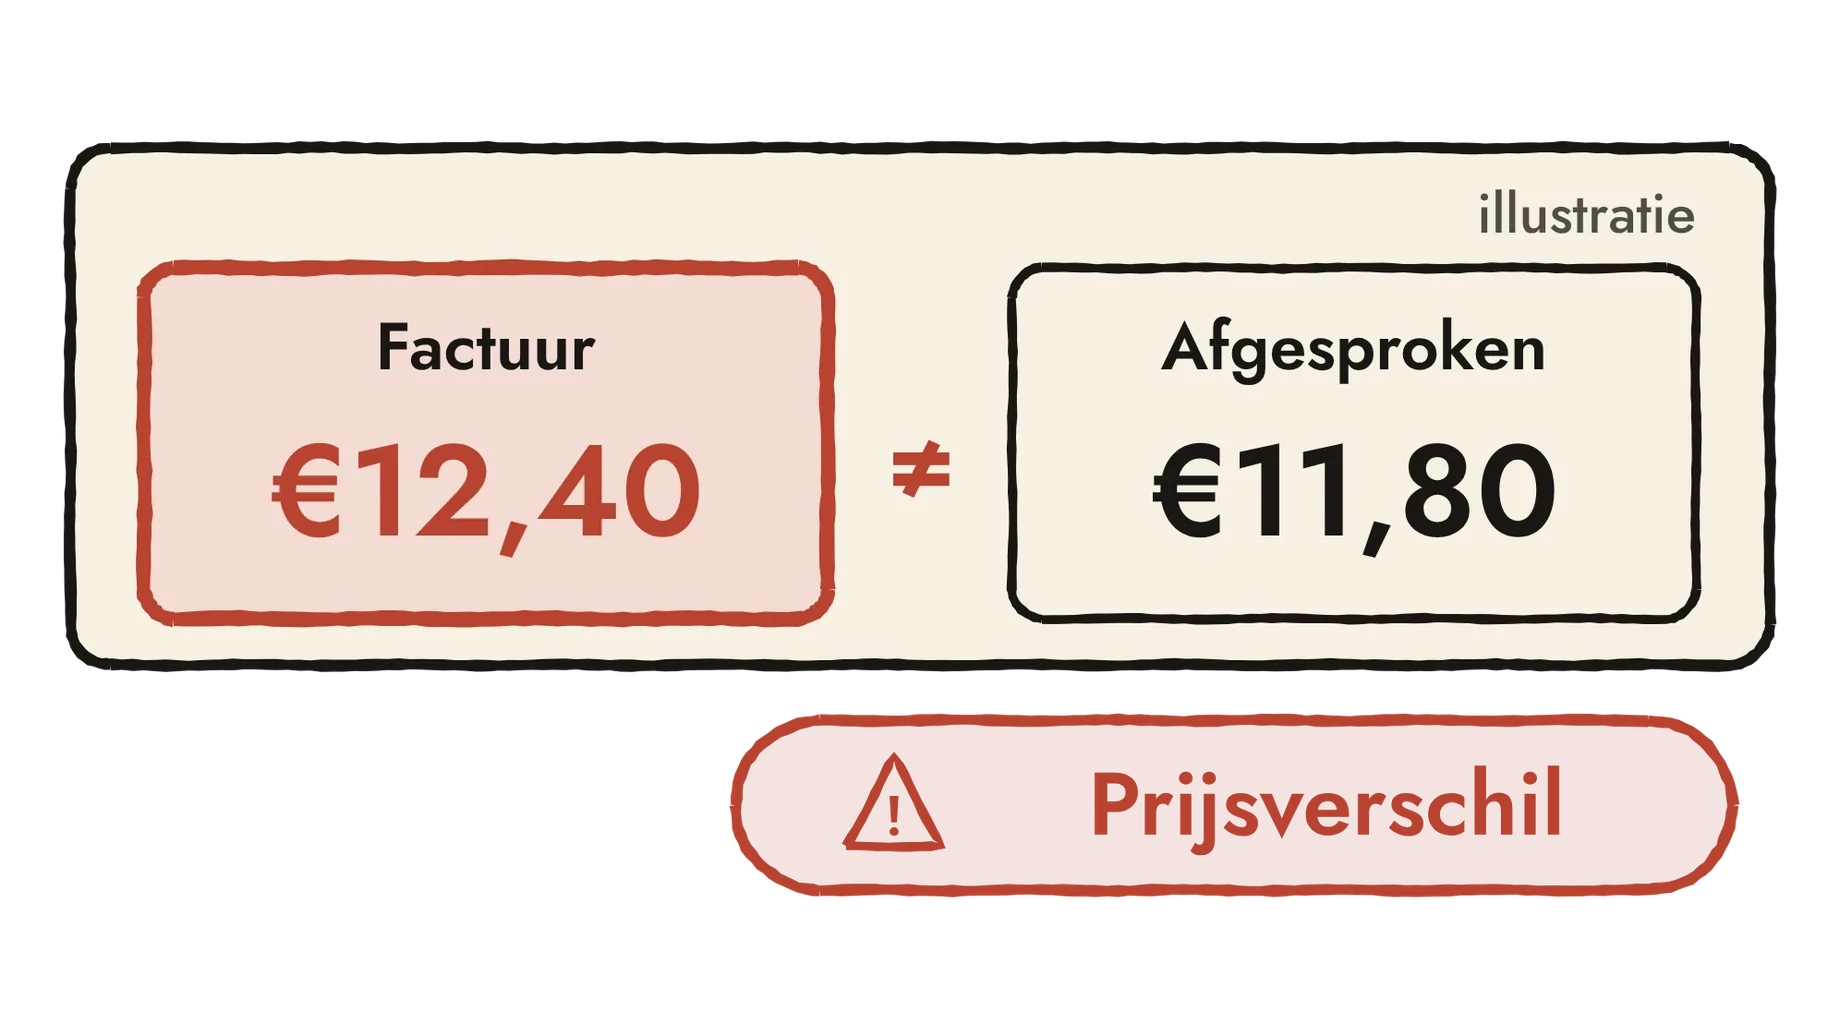 illustratie
Factuur
Afgesproken
€12,40
≠
€11,80
!
Prijsverschil